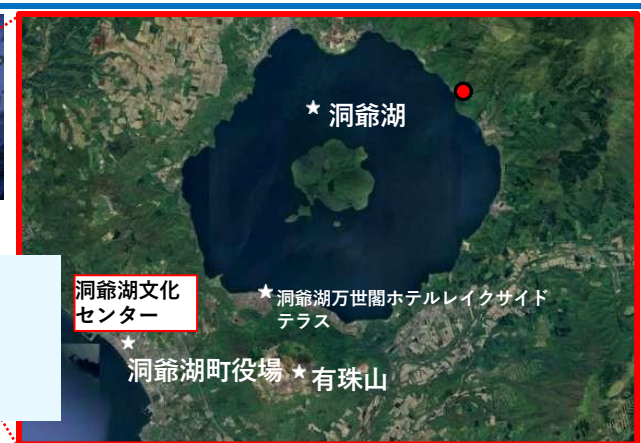 洞爺湖
洞爺湖文化
センター
洞爺湖万世閣ホテルレイクサイド
テラス
洞爺湖町役場
有珠山